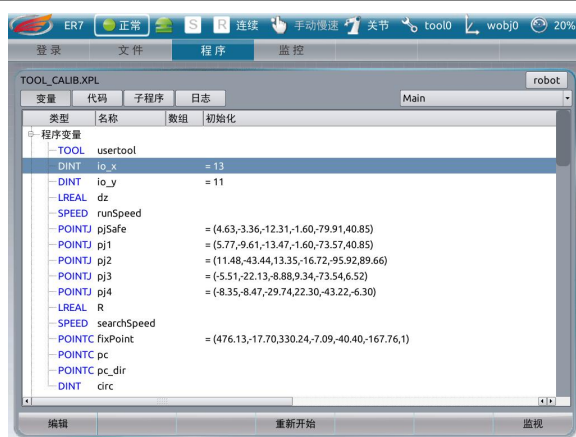 ER7 正常 S R 连续 手动慢速 关节 tool0 wobj0 20%
登录 文件 程序 监控
TOOL_CALIB.XPL robot
变量 代码 子程序 日志 Main
类型 名称 数组 初始化
程序变量
TOOL usertool
DINT io_x = 13
DINT io_y = 11
LREAL dz
SPEED runSpeed
POINTJ pjSafe = (4.63,-3.36,-12.31,-1.60,-79.91,40.85)
POINTJ pj1 = (5.77,-9.61,-13.47,-1.60,-73.57,40.85)
POINTJ pj2 = (11.48,-43.44,13.35,-16.72,-95.92,89.66)
POINTJ pj3 = (-5.51,-22.13,-8.88,9.34,-73.54,6.52)
POINTJ pj4 = (-8.35,-8.47,-29.74,22.30,-43.22,-6.30)
LREAL R
SPEED searchSpeed
POINTC fixPoint = (476.13,-17.70,330.24,-7.09,-40.40,-167.76,1)
POINTC pc
POINTC pc_dir
DINT circ
编辑 重新开始 监视